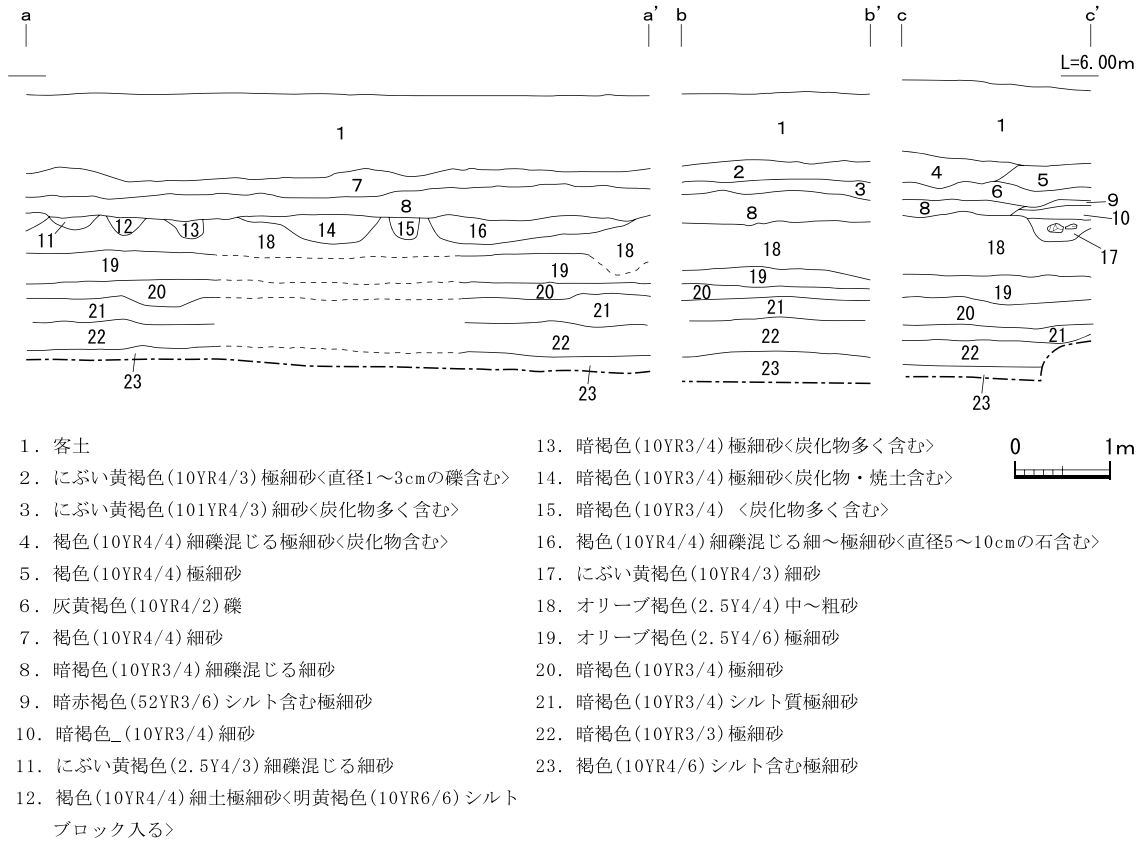 a a' b b' c c'
L=6.00m
1 1 1
2 4 5
7 3 6
8 8 8 9
10
11 12 13 18 14 15 16 18 18 18 17
19 19 19 19
20 20 20 20
21 21 21 21
22 22 22 22
23 23 23 23
0 1m
1. 客土
2. にぶい黄褐色(10YR4/3)極細砂<直径1〜3cmの礫含む>
3. にぶい黄褐色(101YR4/3)細砂<炭化物多く含む>
4. 褐色(10YR4/4)細礫混じる極細砂<炭化物含む>
5. 褐色(10YR4/4)極細砂
6. 灰黄褐色(10YR4/2)礫
7. 褐色(10YR4/4)細砂
8. 暗褐色(10YR3/4)細礫混じる細砂
9. 暗赤褐色(52YR3/6)シルト含む極細砂
10. 暗褐色_(10YR3/4)細砂
11. にぶい黄褐色(2.5Y4/3)細礫混じる細砂
12. 褐色(10YR4/4)細土極細砂<明黄褐色(10YR6/6)シルト
ブロック入る>
13. 暗褐色(10YR3/4)極細砂<炭化物多く含む>
14. 暗褐色(10YR3/4)極細砂<炭化物・焼土含む>
15. 暗褐色(10YR3/4) <炭化物多く含む>
16. 褐色(10YR4/4)細礫混じる細〜極細砂<直径5〜10cmの石含む>
17. にぶい黄褐色(10YR4/3)細砂
18. オリーブ褐色(2.5Y4/4)中〜粗砂
19. オリーブ褐色(2.5Y4/6)極細砂
20. 暗褐色(10YR3/4)極細砂
21. 暗褐色(10YR3/4)シルト質極細砂
22. 暗褐色(10YR3/3)極細砂
23. 褐色(10YR4/6)シルト含む極細砂